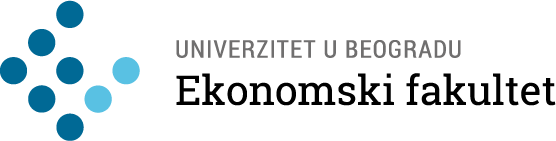 UNIVERZITET U BEOGRADU
Ekonomski fakultet